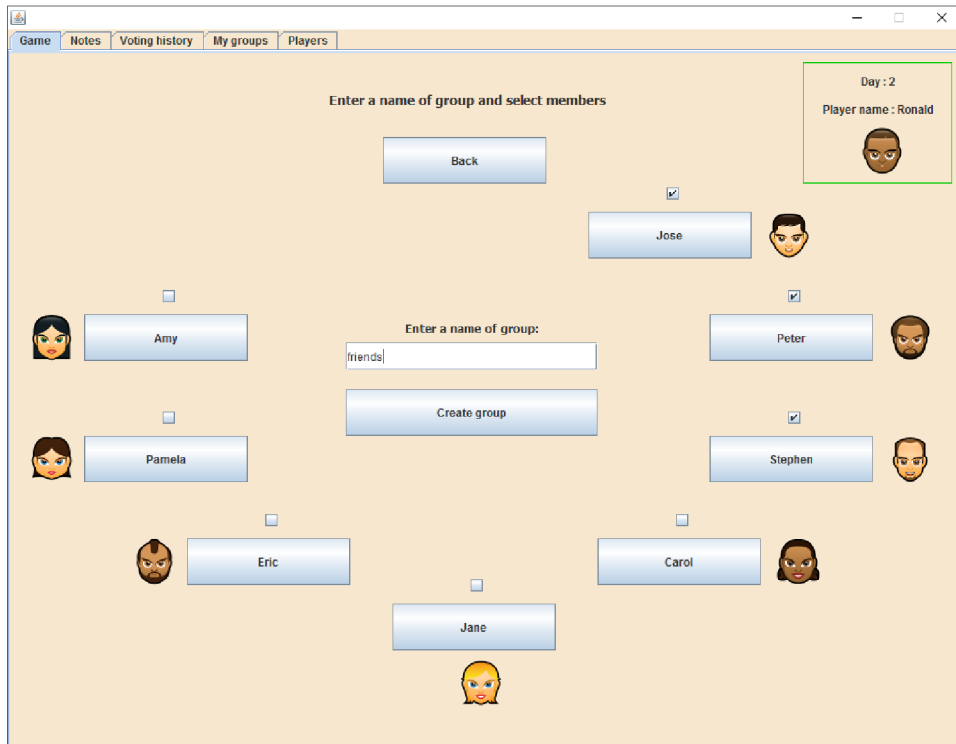 Game Notes Voting history My groups Players
Day : 2
Enter a name of group and select members
Player name : Ronald
Back
Jose
Amy
Enter a name of group:
Peter
friends
Create group
Pamela
Stephen
Eric
Carol
Jane